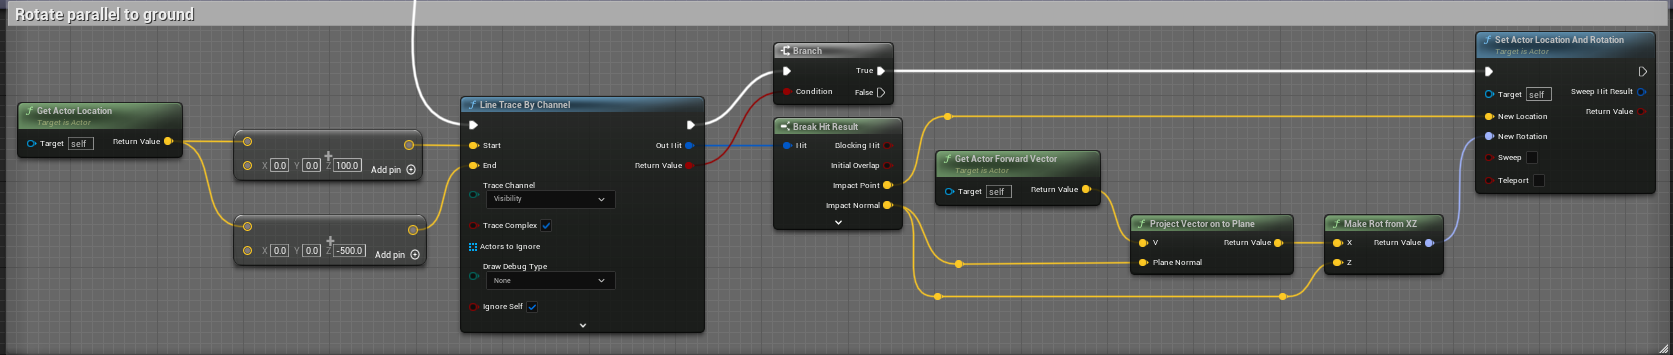 Rotate parallel to ground
Get Actor Location
Target is Actor
Target self
Return Value
X 0.0 Y 0.0 Z 100.0
Add pin
X 0.0 Y 0.0 Z -500.0
Add pin
Line Trace By Channel
Start
End
Out Hit
Return Value
Trace Channel
Visibility
Trace Complex
Actors to Ignore
Draw Debug Type
None
Ignore Self
Branch
True
Condition
False
Break Hit Result
Hit
Blocking Hit
Initial Overlap
Impact Point
Impact Normal
Get Actor Forward Vector
Target is Actor
Target self
Return Value
Project Vector on to Plane
V
Return Value
Plane Normal
Make Rot from XZ
X
Return Value
Z
Set Actor Location And Rotation
Target is Actor
Target self
Sweep Hit Result
New Location
Return Value
New Rotation
Sweep
Teleport